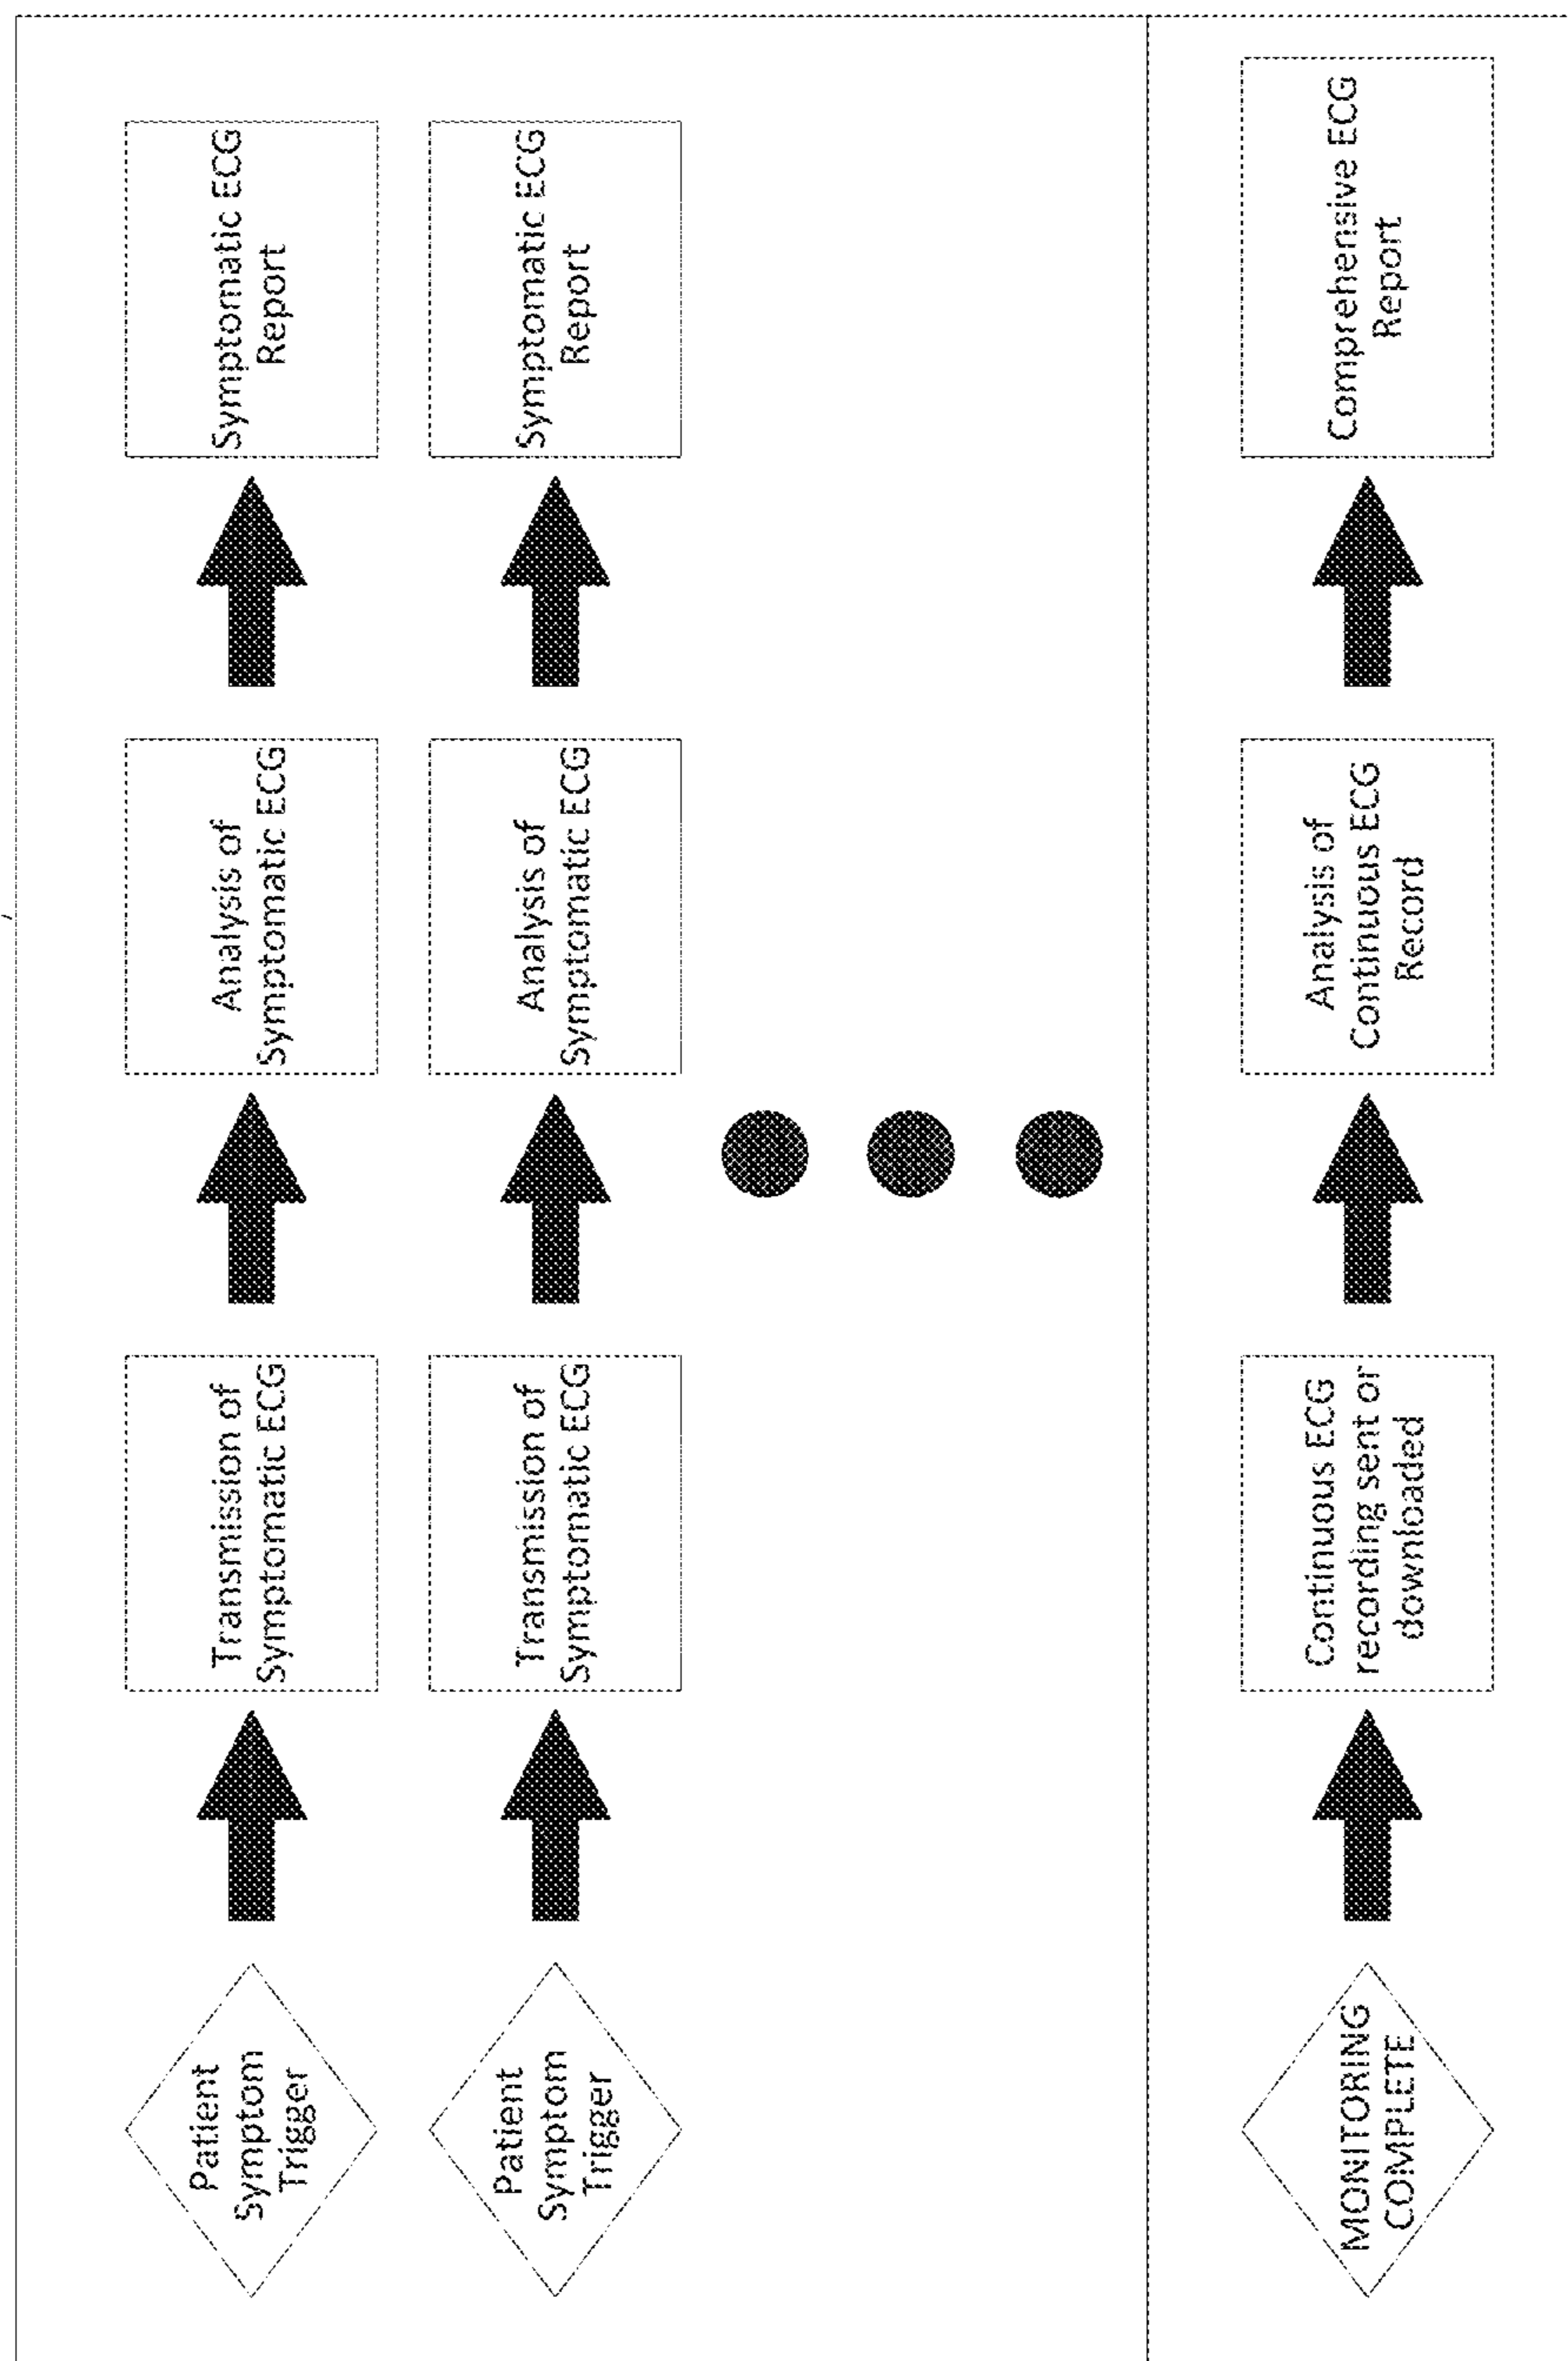 Patient
Symptom
Trigger
Transmission of
Symptomatic ECG
Analysis of
Symptomatic ECG
Symptomatic ECG
Report
Patient
Symptom
Trigger
Transmission of
Symptomatic ECG
Analysis of
Symptomatic ECG
Symptomatic ECG
Report
MONITORING
COMPLETE
Continuous ECG
recording sent or
downloaded
Analysis of
Continuous ECG
Record
Comprehensive ECG
Report